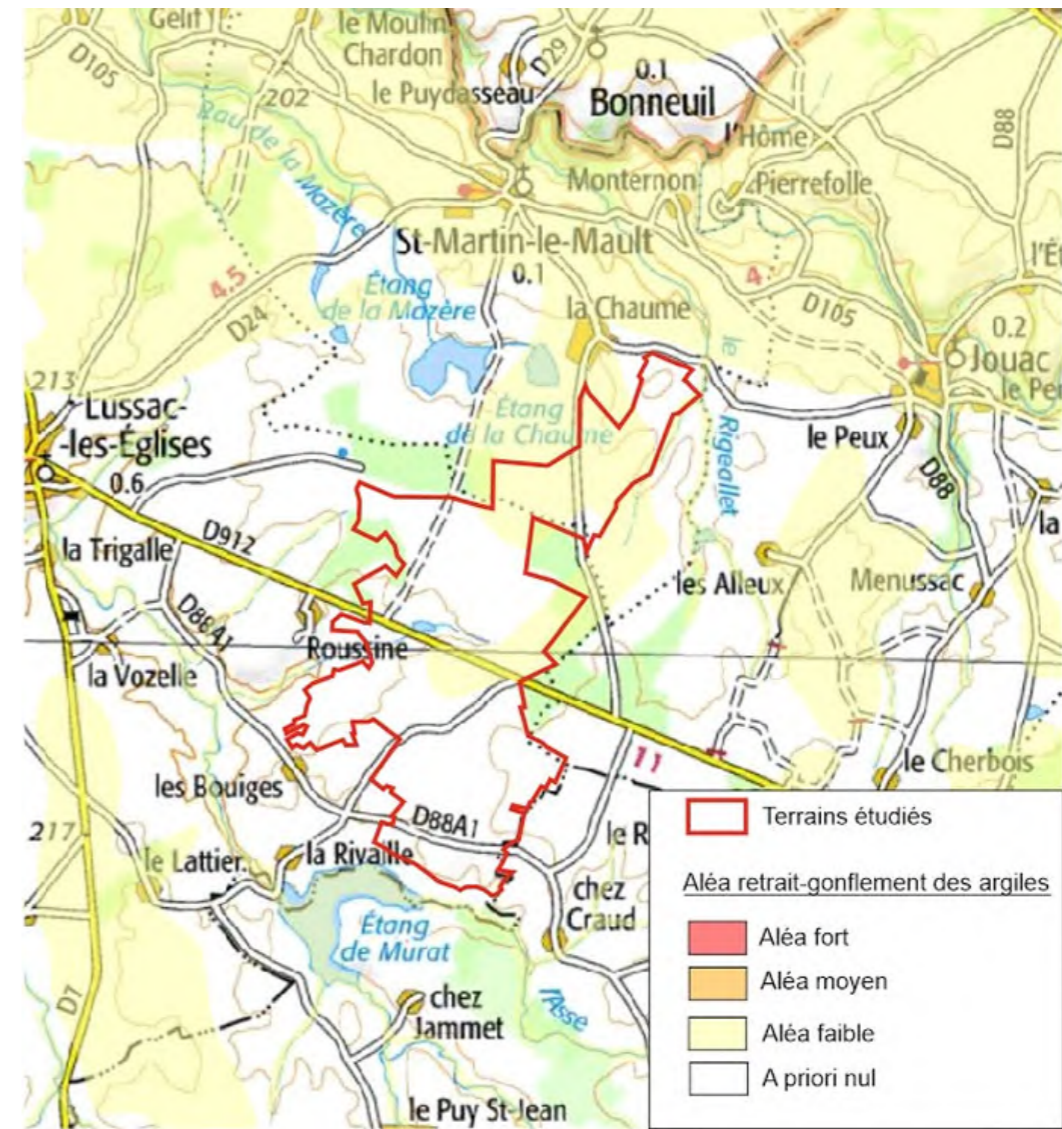 Gelit
le Moulin
Chardon
D105
D29
le Puydasseau
0.1
Bonneuil
l'Hôme
D88
202
Rau de la
Mazère
Monternon
Pierrefolle
St-Martin-le-Mault
0.1
4
4,5
D24
Étang
de la Mazère
la Chaume
D105
0.2
Jouac
213
Lussac-
-les-Églises
0.6
Étang
de la Chaume
le
Rigeallet
le Peux
D88
la
la Trigalle
D912
les Alleux
Menussac
D88A1
Roussine
la Vozelle
11
le Cherbois
les Bouiges
217
D88A1
le R
le Lattier
la Rivaille
chez
Craud
Étang
de Murat
D7
l'Asse
chez
Jammet
le Puy St-Jean
Terrains étudiés
Aléa retrait-gonflement des argiles
Aléa fort
Aléa moyen
Aléa faible
A priori nul